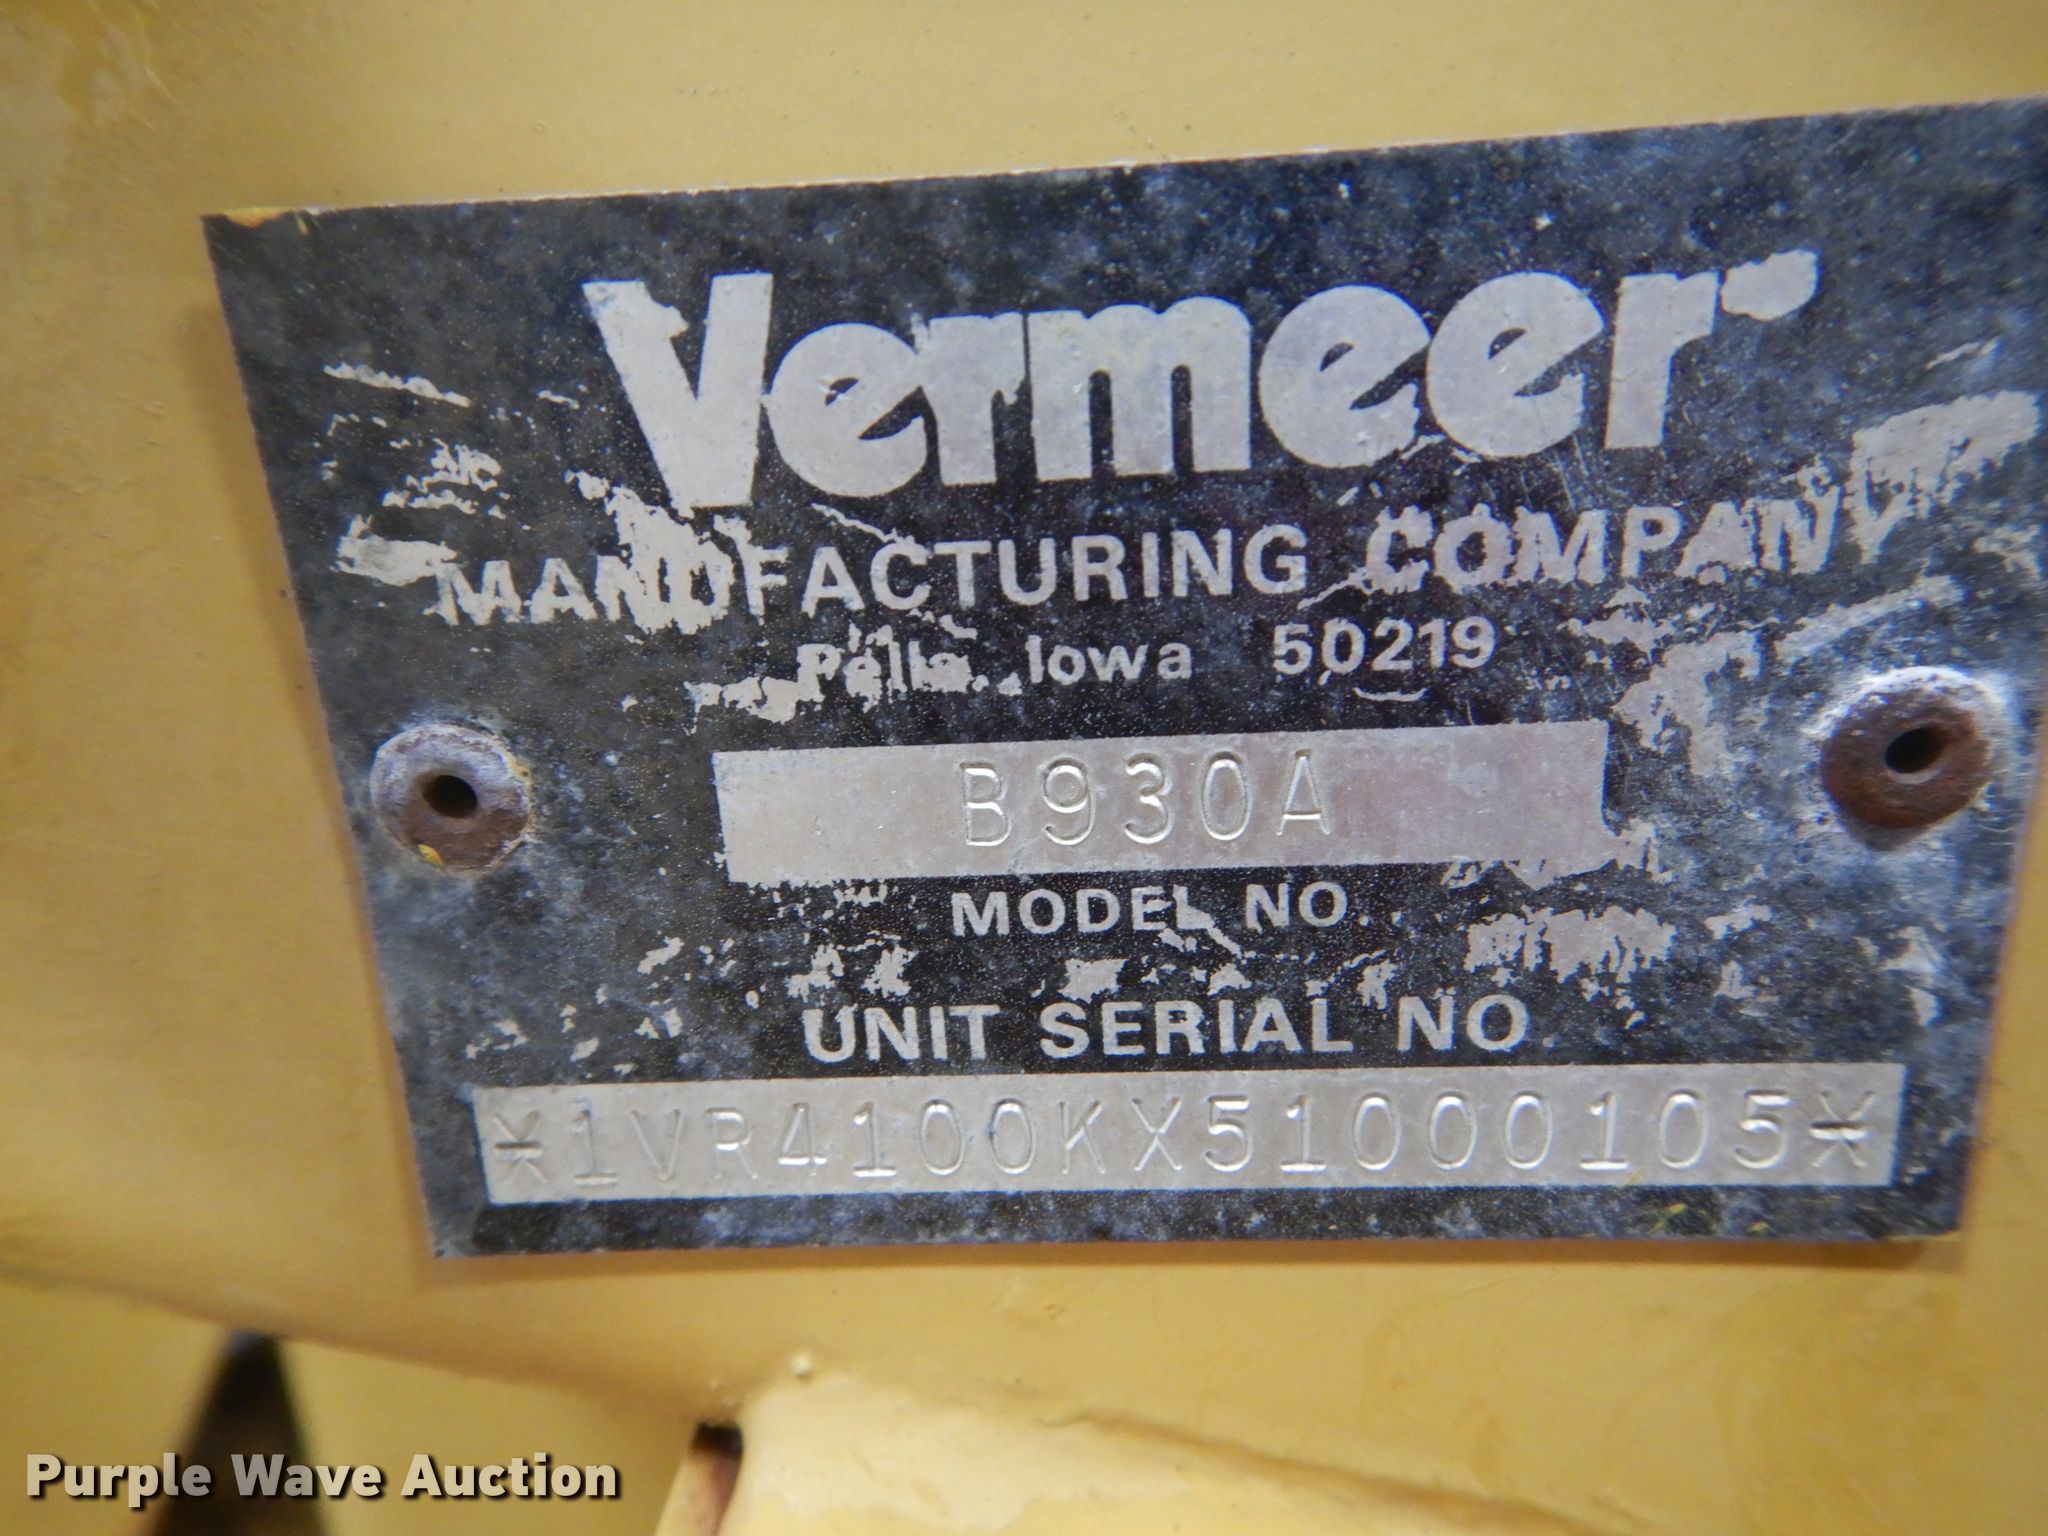 Vermeer
MANUFACTURING COMPANY
Pella, Iowa 50219
B930A
MODEL NO.
UNIT SERIAL NO.
*1VR4100KX51000105*
Purple Wave Auction